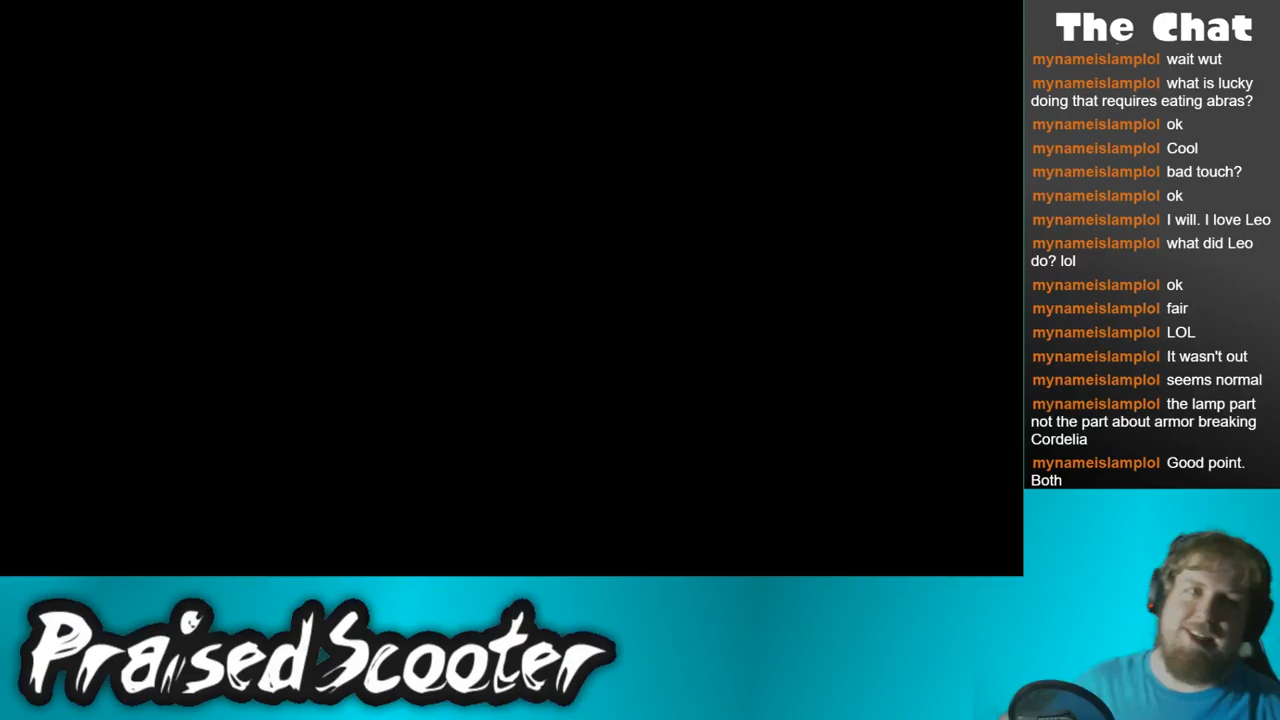 The Chat
mynameislamplol wait wut
mynameislamplol what is lucky
doing that requires eating abras?
mynameislamplol ok
mynameislamplol Cool
mynameislamplol bad touch?
mynameislamplol ok
mynameislamplol I will. I love Leo
mynameislamplol what did Leo
do? lol
mynameislamplol ok
mynameislamplol fair
mynameislamplol LOL
mynameislamplol It wasn't out
mynameislamplol seems normal
mynameislamplol the lamp part
not the part about armor breaking
Cordelia
mynameislamplol Good point.
Both
PraisedScooter